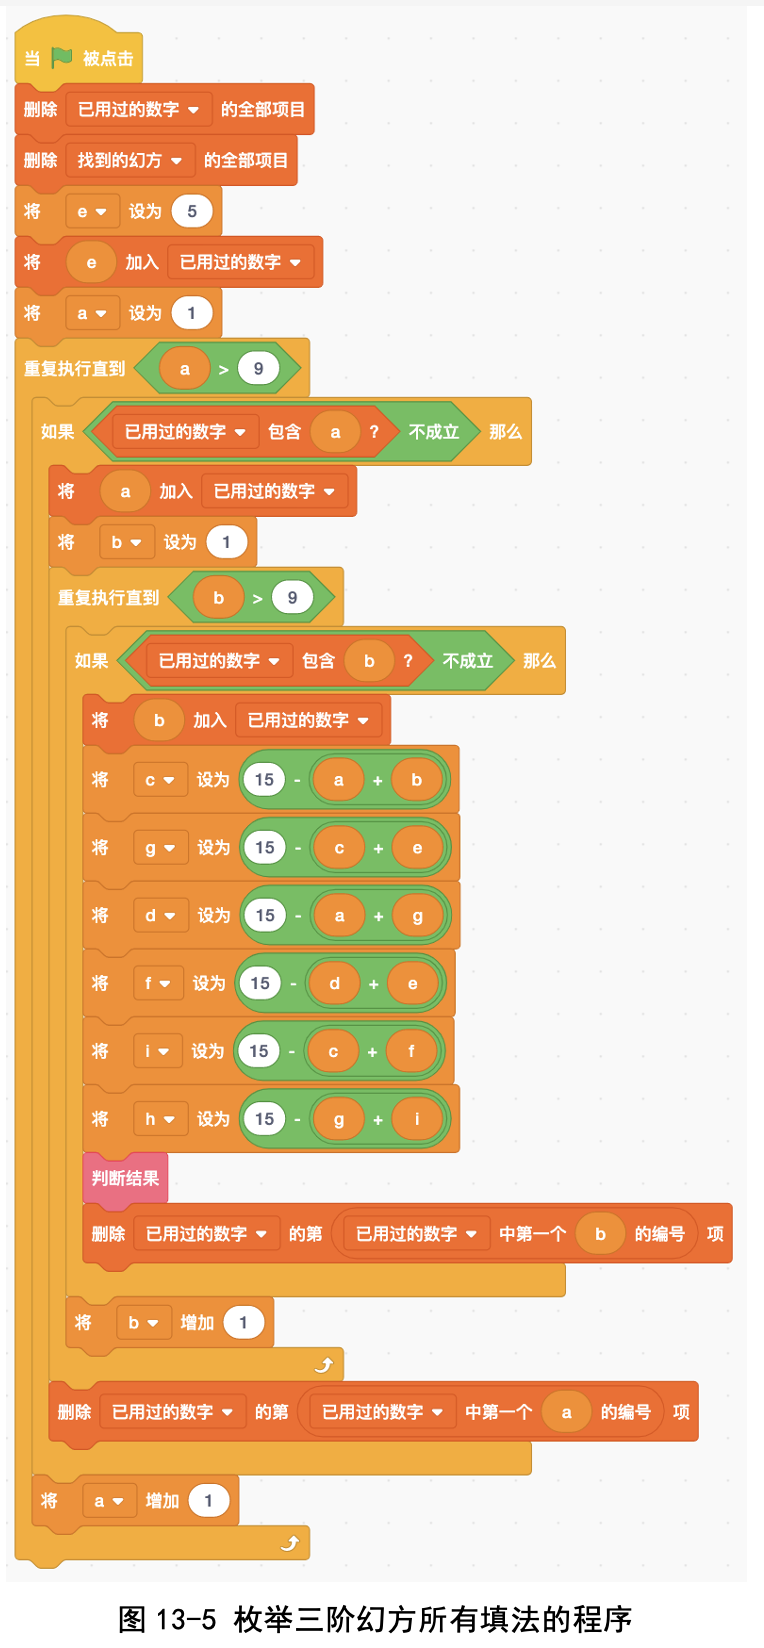 当 被点击
删除 已用过的数字 的全部项目
删除 找到的幻方 的全部项目
将 e 设为 5
将 e 加入 已用过的数字
将 a 设为 1
重复执行直到 a > 9
如果 已用过的数字 包含 a ? 不成立 那么
将 a 加入 已用过的数字
将 b 设为 1
重复执行直到 b > 9
如果 已用过的数字 包含 b ? 不成立 那么
将 b 加入 已用过的数字
将 c 设为 15 - a + b
将 g 设为 15 - c + e
将 d 设为 15 - a + g
将 f 设为 15 - d + e
将 i 设为 15 - c + f
将 h 设为 15 - g + i
判断结果
删除 已用过的数字 的第 已用过的数字 中第一个 b 的编号 项
将 b 增加 1
删除 已用过的数字 的第 已用过的数字 中第一个 a 的编号 项
将 a 增加 1
图 13-5 枚举三阶幻方所有填法的程序